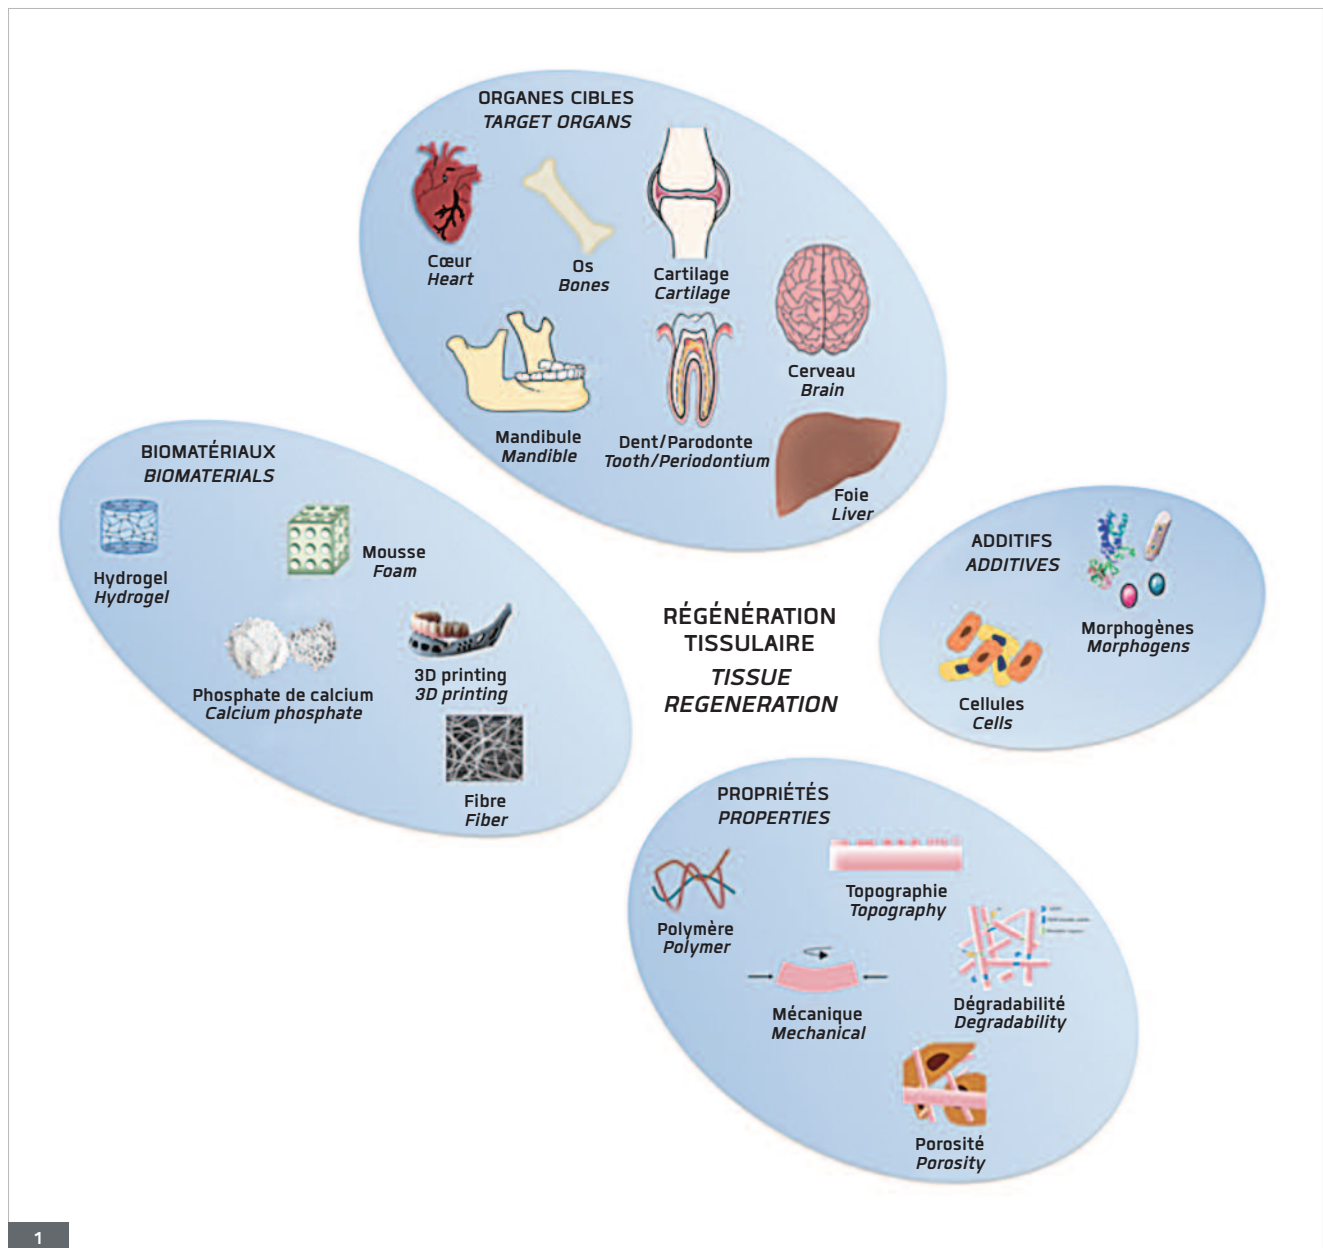 ORGANES CIBLES
TARGET ORGANS
Cœur
Heart
Os
Bones
Cartilage
Cartilage
Cerveau
Brain
Mandibule
Mandible
Dent/Parodonte
Tooth/Periodontium
Foie
Liver
BIOMATÉRIAUX
BIOMATERIALS
Hydrogel
Hydrogel
Mousse
Foam
Phosphate de calcium
Calcium phosphate
3D printing
3D printing
Fibre
Fiber
RÉGÉNÉRATION
TISSULAIRE
TISSUE
REGENERATION
ADDITIFS
ADDITIVES
Morphogènes
Morphogens
Cellules
Cells
PROPRIÉTÉS
PROPERTIES
Polymère
Polymer
Topographie
Topography
Mécanique
Mechanical
Dégradabilité
Degradability
Porosité
Porosity
1